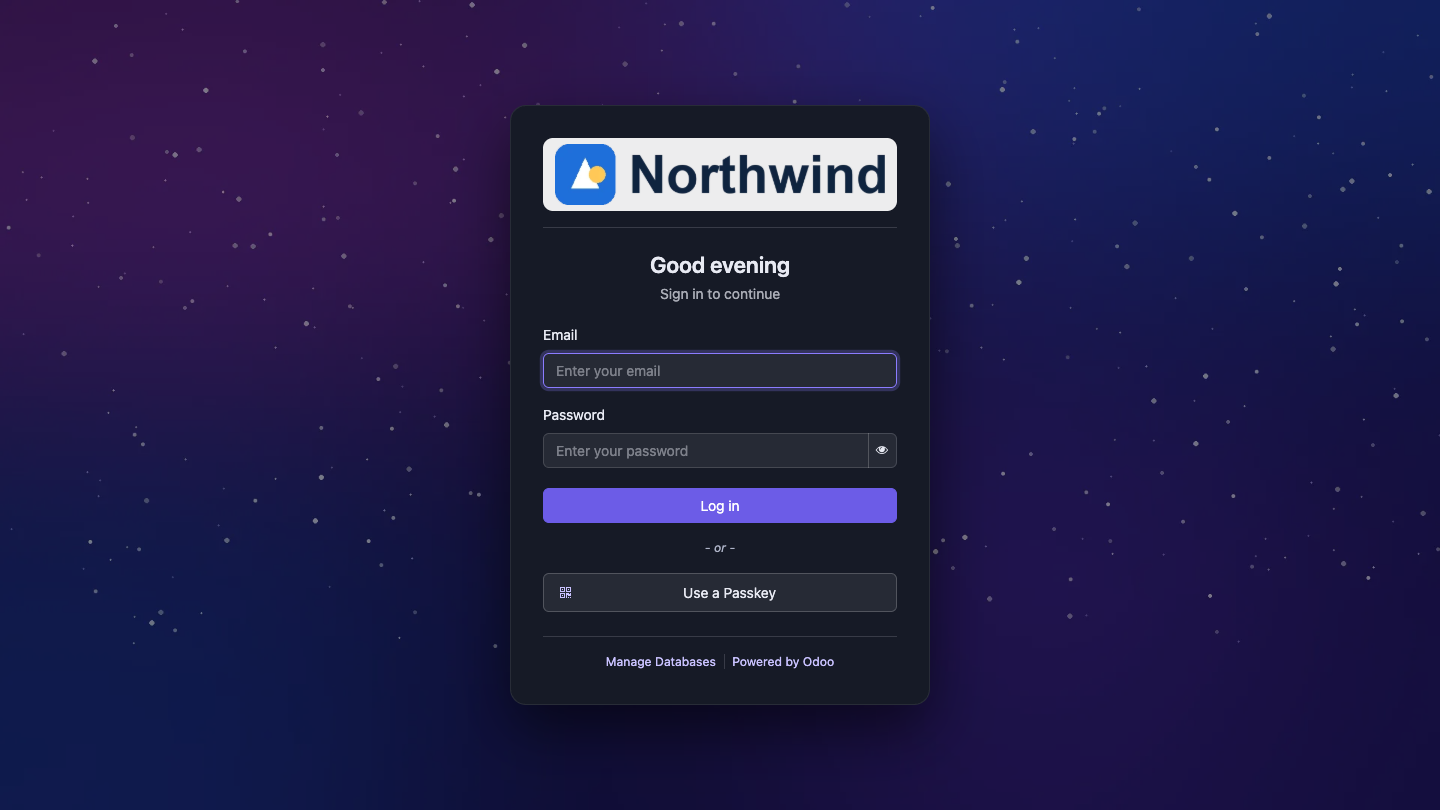 Northwind
Good evening
Sign in to continue
Email
Enter your email
Password
Enter your password
Log in
- or -
Use a Passkey
Manage Databases
Powered by Odoo